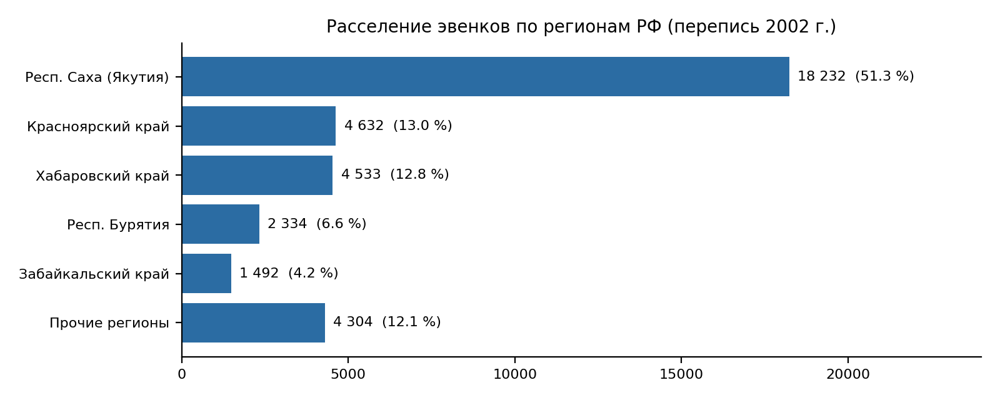 Расселение эвенков по регионам РФ (перепись 2002 г.)
Респ. Саха (Якутия) 18 232 (51.3 %)
Красноярский край 4 632 (13.0 %)
Хабаровский край 4 533 (12.8 %)
Респ. Бурятия 2 334 (6.6 %)
Забайкальский край 1 492 (4.2 %)
Прочие регионы 4 304 (12.1 %)
0 5000 10000 15000 20000